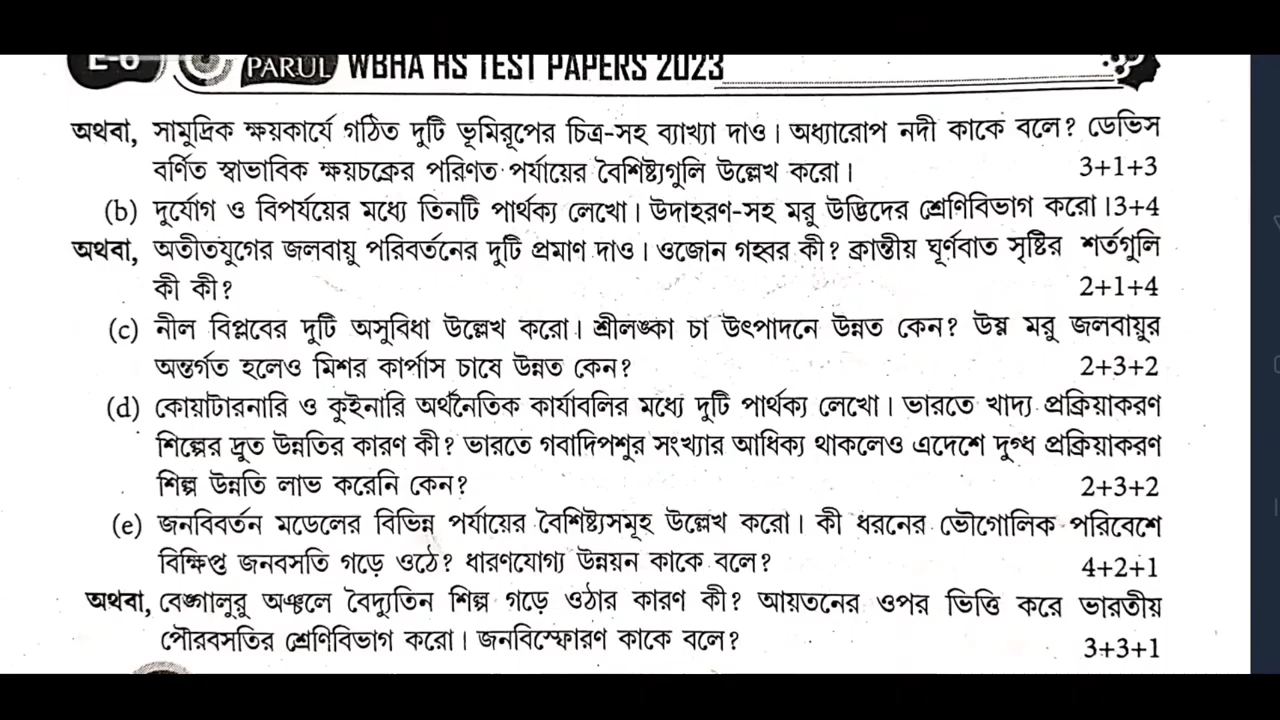 E-6 PARUL WBHA HS TEST PAPERS 2023
অথবা, সামুদ্রিক ক্ষয়কার্যে গঠিত দুটি ভূমিরূপের চিত্র-সহ ব্যাখ্যা দাও। অধ্যারোপ নদী কাকে বলে? ডেভিস
বর্ণিত স্বাভাবিক ক্ষয়চক্রের পরিণত পর্যায়ের বৈশিষ্ট্যগুলি উল্লেখ করো। 3+1+3
(b) দুর্যোগ ও বিপর্যয়ের মধ্যে তিনটি পার্থক্য লেখো। উদাহরণ-সহ মরু উদ্ভিদের শ্রেণিবিভাগ করো।3+4
অথবা, অতীতযুগের জলবায়ু পরিবর্তনের দুটি প্রমাণ দাও। ওজোন গহ্বর কী? ক্রান্তীয় ঘূর্ণবাত সৃষ্টির শর্তগুলি
কী কী? 2+1+4
(c) নীল বিপ্লবের দুটি অসুবিধা উল্লেখ করো। শ্রীলঙ্কা চা উৎপাদনে উন্নত কেন? উষ্ণ মরু জলবায়ুর
অন্তর্গত হলেও মিশর কার্পাস চাষে উন্নত কেন? 2+3+2
(d) কোয়াটারনারি ও কুইনারি অর্থনৈতিক কার্যাবলির মধ্যে দুটি পার্থক্য লেখো। ভারতে খাদ্য প্রক্রিয়াকরণ
শিল্পের দ্রুত উন্নতির কারণ কী? ভারতে গবাদিপশুর সংখ্যার আধিক্য থাকলেও এদেশে দুগ্ধ প্রক্রিয়াকরণ
শিল্প উন্নতি লাভ করেনি কেন? 2+3+2
(e) জনবিবর্তন মডেলের বিভিন্ন পর্যায়ের বৈশিষ্ট্যসমূহ উল্লেখ করো। কী ধরনের ভৌগোলিক পরিবেশে
বিক্ষিপ্ত জনবসতি গড়ে ওঠে? ধারণযোগ্য উন্নয়ন কাকে বলে? 4+2+1
অথবা, বেঙ্গালুরু অঞ্চলে বৈদ্যুতিন শিল্প গড়ে ওঠার কারণ কী? আয়তনের ওপর ভিত্তি করে ভারতীয়
পৌরবসতির শ্রেণিবিভাগ করো। জনবিস্ফোরণ কাকে বলে? 3+3+1